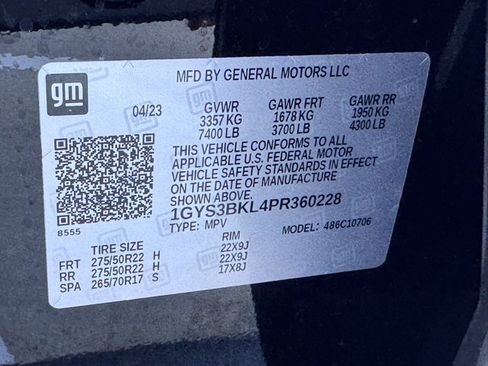 gm
MFD BY GENERAL MOTORS LLC
04/23 GVWR GAWR FRT GAWR RR
3357 KG 1678 KG 1950 KG
7400 LB 3700 LB 4300 LB
THIS VEHICLE CONFORMS TO ALL
APPLICABLE U.S. FEDERAL MOTOR
VEHICLE SAFETY STANDARDS IN EFFECT
ON THE DATE OF MANUFACTURE
SHOWN ABOVE.
1GYS3BKL4PR360228
8555
TYPE: MPV MODEL: 486C10706
TIRE SIZE RIM
FRT 275/50R22 H 22X9J
RR 275/50R22 H 22X9J
SPA 265/70R17 S 17X8J